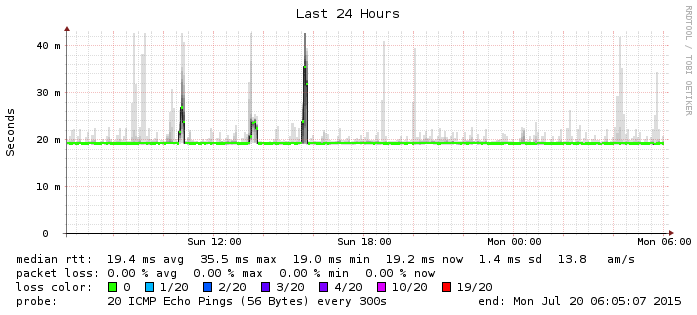 Last 24 Hours
RRDTOOL / TOBI OETIKER
Seconds
40 m
30 m
20 m
10 m
0
Sun 12:00 Sun 18:00 Mon 00:00 Mon 06:00
median rtt: 19.4 ms avg 35.5 ms max 19.0 ms min 19.2 ms now 1.4 ms sd 13.8 am/s
packet loss: 0.00 % avg 0.00 % max 0.00 % min 0.00 % now
loss color: 0 1/20 2/20 3/20 4/20 10/20 19/20
probe: 20 ICMP Echo Pings (56 Bytes) every 300s end: Mon Jul 20 06:05:07 2015